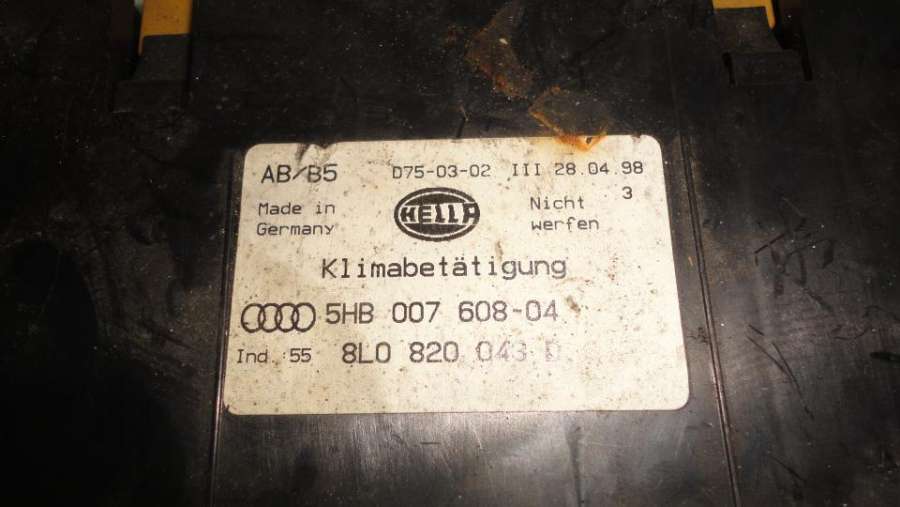 AB/B5 D75-03-02 III 28.04.98
3
Made in Germany
HELLA
Nicht werfen
Klimabetätigung
5HB 007 608-04
Ind.:55 8L0 820 043 D